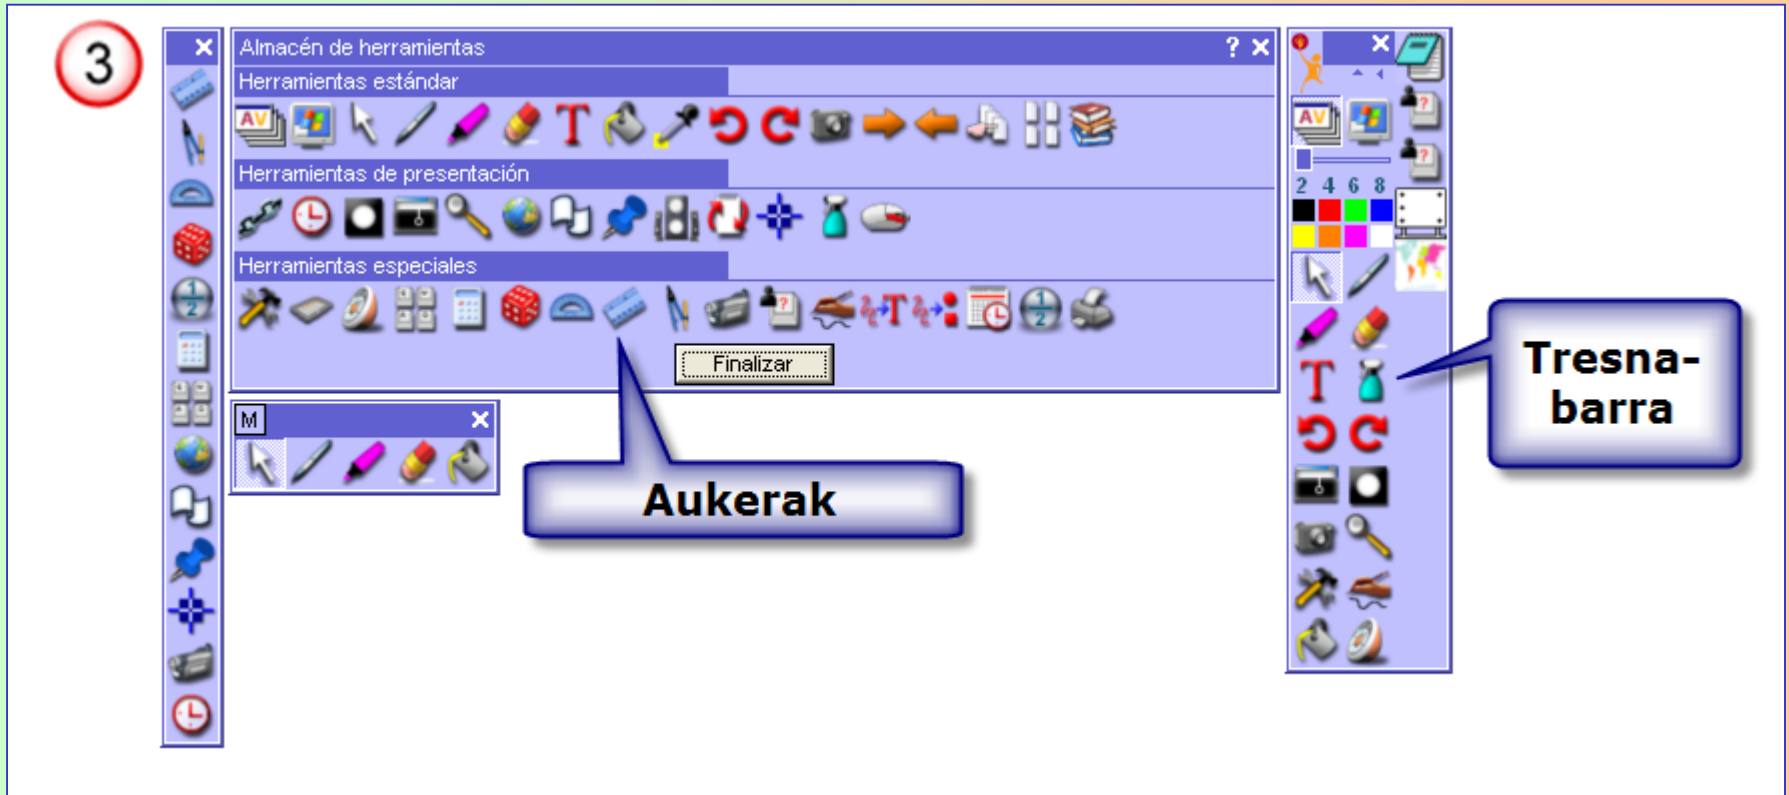 3
Almacén de herramientas
Herramientas estándar
Herramientas de presentación
Herramientas especiales
Finalizar
M
Aukerak
2 4 6 8
Tresna-
barra